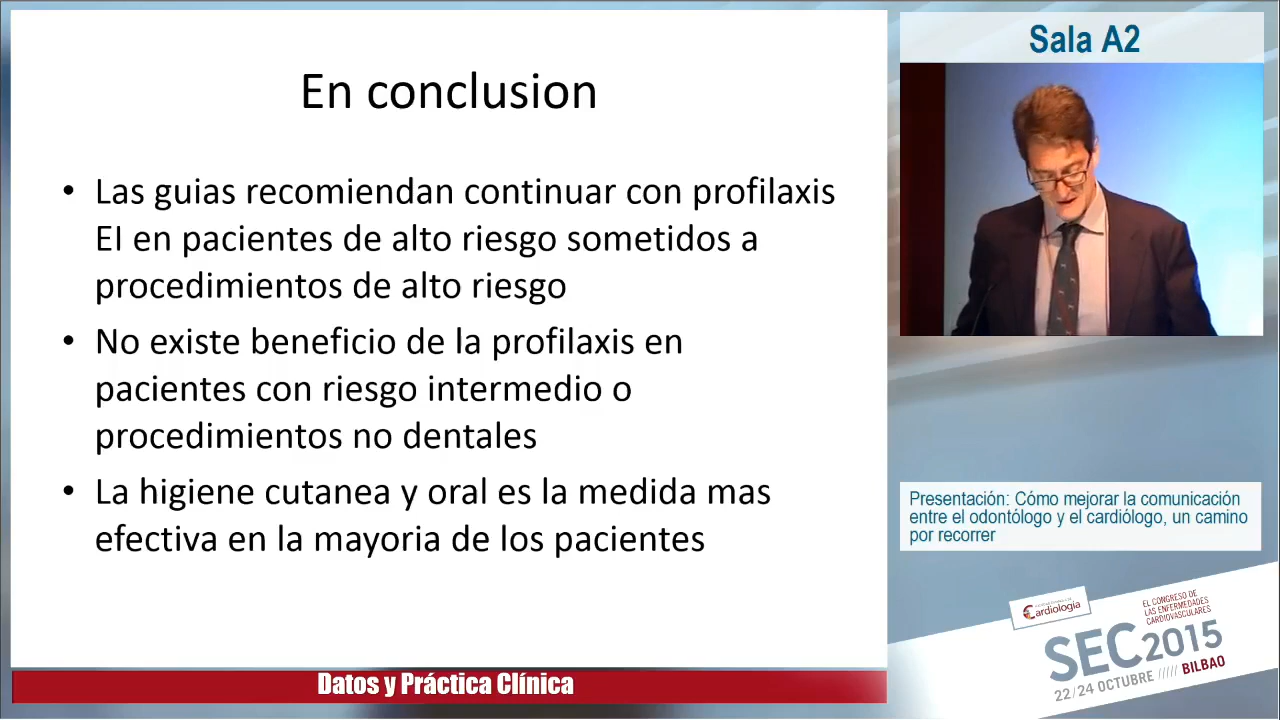 En conclusion
• Las guias recomiendan continuar con profilaxis
EI en pacientes de alto riesgo sometidos a
procedimientos de alto riesgo
• No existe beneficio de la profilaxis en
pacientes con riesgo intermedio o
procedimientos no dentales
• La higiene cutanea y oral es la medida mas
efectiva en la mayoria de los pacientes
Datos y Práctica Clínica
Sala A2
Presentación: Cómo mejorar la comunicación
entre el odontólogo y el cardiólogo, un camino
por recorrer
Cardiología
EL CONGRESO DE
LAS ENFERMEDADES
CARDIOVASCULARES
SEC2015
22/24 OCTUBRE ///// BILBAO